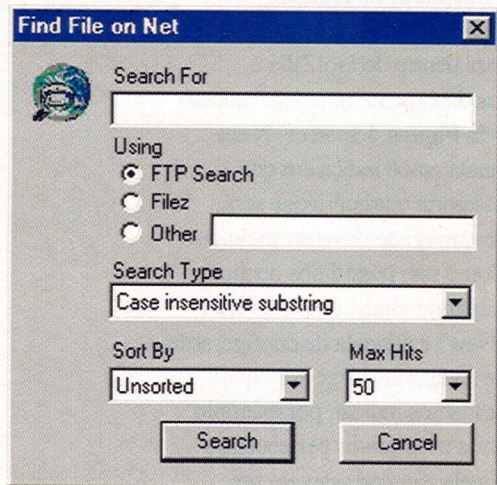 Find File on Net
Search For
Using
FTP Search
Filez
Other
Search Type
Case insensitive substring
Sort By
Max Hits
Unsorted
50
Search
Cancel